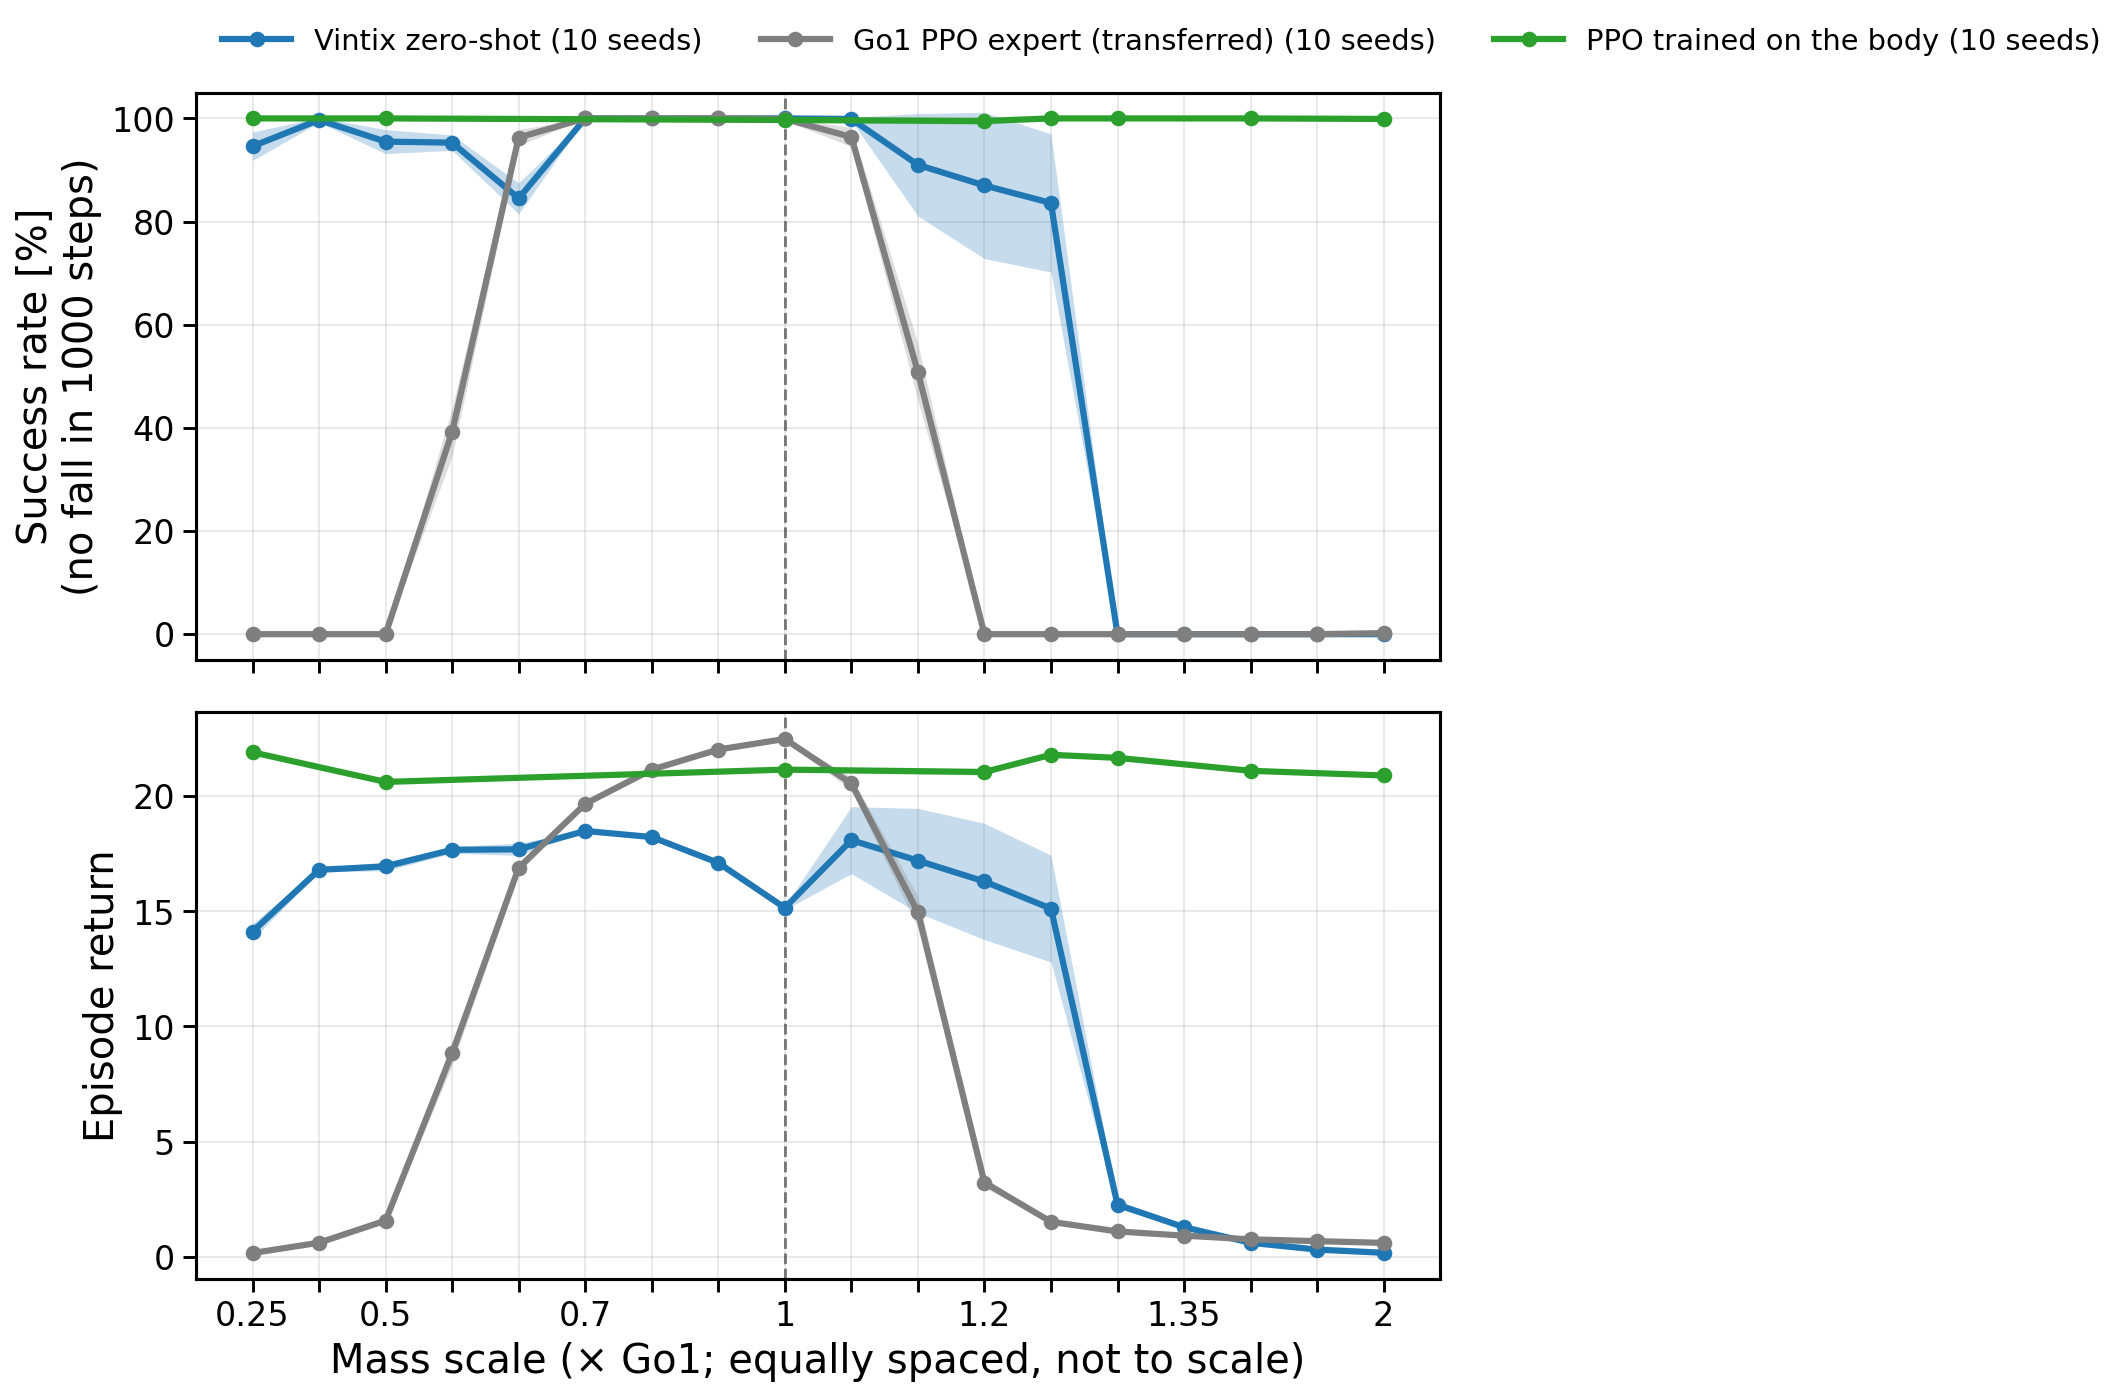 Vintix zero-shot (10 seeds)
Go1 PPO expert (transferred) (10 seeds)
PPO trained on the body (10 seeds)
Success rate [%]
(no fall in 1000 steps)
100
80
60
40
20
0
Episode return
20
15
10
5
0
0.25
0.5
0.7
1
1.2
1.35
2
Mass scale (× Go1; equally spaced, not to scale)